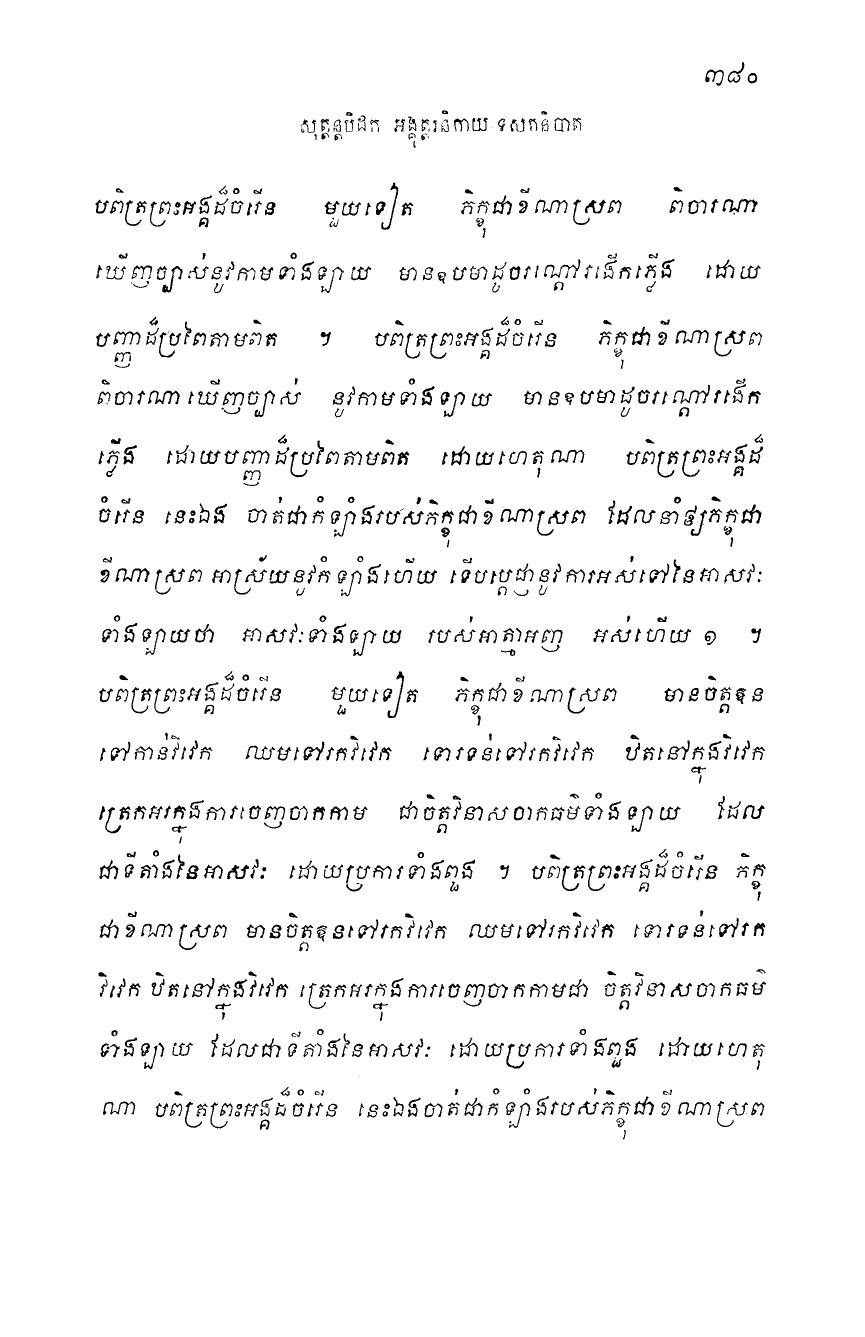 ៣៨០
សុត្តន្តបិដក អង្គុត្តរនិកាយ ទសកនិបាត
បពិត្រព្រះអង្គដ៏ចំរើន មួយទៀត ភិក្ខុជាខីណាស្រព ពិចារណា
ឃើញច្បាស់នូវកាមទាំងឡាយ មានឧបមាដូចរណ្តៅរងើកភ្លើង ដោយ
បញ្ញាដ៏ប្រពៃតាមពិត ។ បពិត្រព្រះអង្គដ៏ចំរើន ភិក្ខុជាខីណាស្រព
ពិចារណាឃើញច្បាស់ នូវកាមទាំងឡាយ មានឧបមាដូចរណ្តៅរងើក
ភ្លើង ដោយបញ្ញាដ៏ប្រពៃតាមពិត ដោយហេតុណា បពិត្រព្រះអង្គដ៏
ចំរើន នេះឯង ចាត់ជាកំឡាំងរបស់ភិក្ខុជាខីណាស្រព ដែលនាំឲ្យភិក្ខុជា
ខីណាស្រព អាស្រ័យនូវកំឡាំងហើយ ទើបប្តេជ្ញានូវការអស់ទៅនៃអាសវៈ
ទាំងឡាយថា អាសវៈទាំងឡាយ របស់អាត្មាអញ អស់ហើយ ១ ។
បពិត្រព្រះអង្គដ៏ចំរើន មួយទៀត ភិក្ខុជាខីណាស្រព មានចិត្តឱន
ទៅកាន់វិវេក ឈមទៅរកវិវេក ទោរទន់ទៅរកវិវេក ឋិតនៅក្នុងវិវេក
ត្រេកអរក្នុងការចេញចាកកាម ជាចិត្តវិនាសចាកធម៌ទាំងឡាយ ដែល
ជាទីតាំងនៃអាសវៈ ដោយប្រការទាំងពួង ។ បពិត្រព្រះអង្គដ៏ចំរើន ភិក្ខុ
ជាខីណាស្រព មានចិត្តឱនទៅរកវិវេក ឈមទៅរកវិវេក ទោរទន់ទៅរក
វិវេក ឋិតនៅក្នុងវិវេក ត្រេកអរក្នុងការចេញចាកកាមជា ចិត្តវិនាសចាកធម៌
ទាំងឡាយ ដែលជាទីតាំងនៃអាសវៈ ដោយប្រការទាំងពួង ដោយហេតុ
ណា បពិត្រព្រះអង្គដ៏ចំរើន នេះឯងចាត់ជាកំឡាំងរបស់ភិក្ខុជាខីណាស្រព